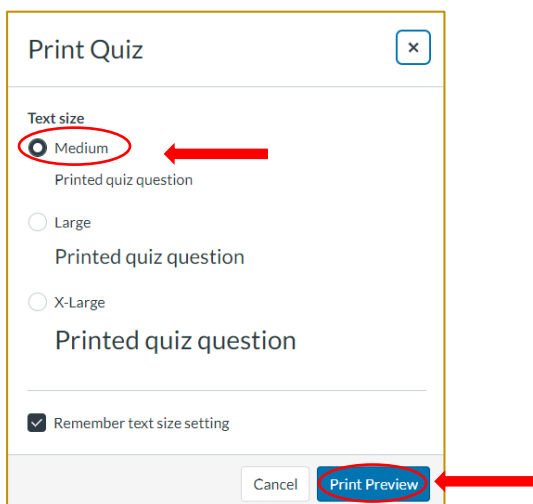 Print Quiz
Text size
Medium
Printed quiz question
Large
Printed quiz question
X-Large
Printed quiz question
Remember text size setting
Cancel Print Preview